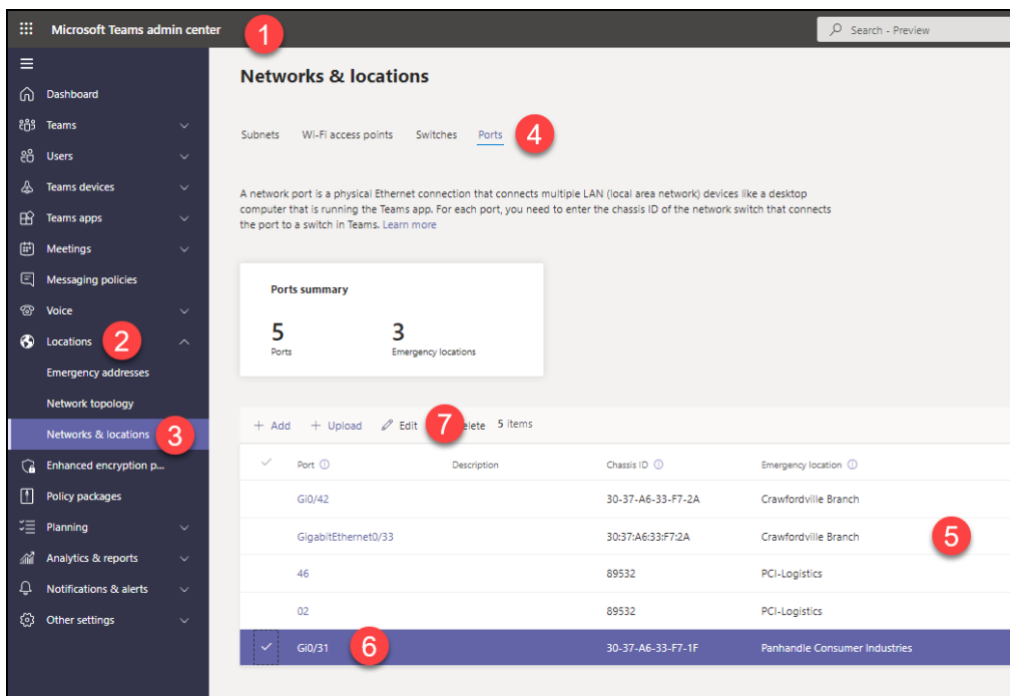 Microsoft Teams admin center
1
Search - Preview
Dashboard
Teams
Users
Teams devices
Teams apps
Meetings
Messaging policies
Voice
Locations
2
Emergency addresses
Network topology
Networks & locations
3
Enhanced encryption p...
Policy packages
Planning
Analytics & reports
Notifications & alerts
Other settings
Networks & locations
Subnets Wi-Fi access points Switches Ports
4
A network port is a physical Ethernet connection that connects multiple LAN (local area network) devices like a desktop
computer that is running the Teams app. For each port, you need to enter the chassis ID of the network switch that connects
the port to a switch in Teams. Learn more
Ports summary
5 3
Ports Emergency locations
+ Add + Upload Edit 7 elete 5 items
Port Description Chassis ID Emergency location
Gi0/42 30-37-A6-33-F7-2A Crawfordville Branch
GigabitEthernet0/33 30:37:A6:33:F7:2A Crawfordville Branch
5
46 89532 PCI-Logistics
02 89532 PCI-Logistics
Gi0/31 6 30-37-A6-33-F7-1F Panhandle Consumer Industries